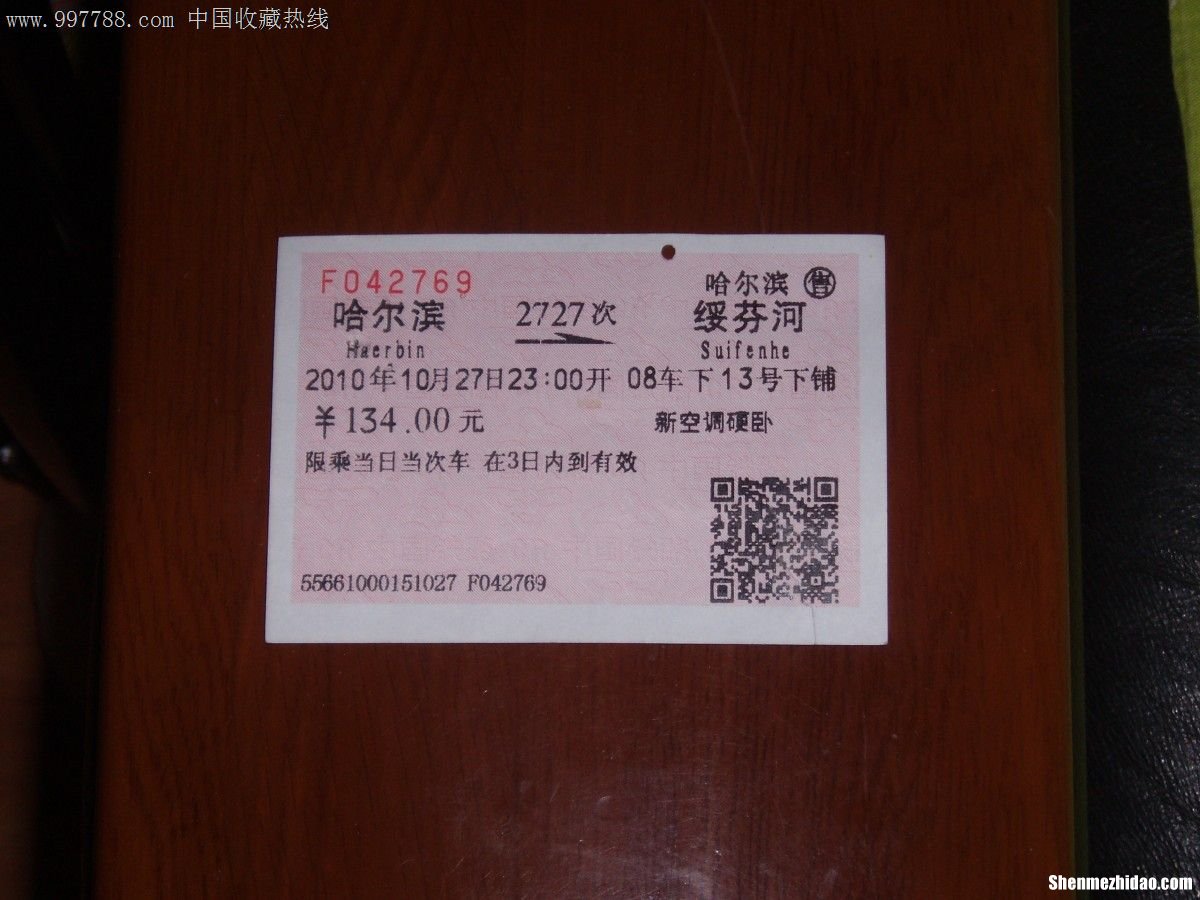 www.997788.com 中国收藏热线
F042769
哈尔滨 售
哈尔滨 2727次 绥芬河
Haerbin Suifenhe
2010年10月27日23:00开 08车下13号下铺
￥134.00元 新空调硬卧
限乘当日当次车 在3日内到有效
55661000151027 F042769
Shenmezhidao.com